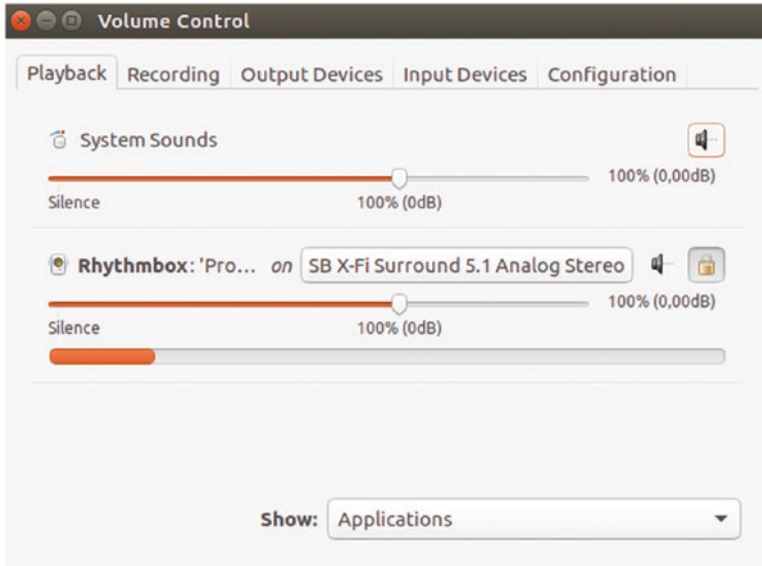 Volume Control
Playback Recording Output Devices Input Devices Configuration
System Sounds
100% (0,00dB)
Silence 100% (0dB)
Rhythmbox: 'Pro... on SB X-Fi Surround 5.1 Analog Stereo
100% (0,00dB)
Silence 100% (0dB)
Show: Applications